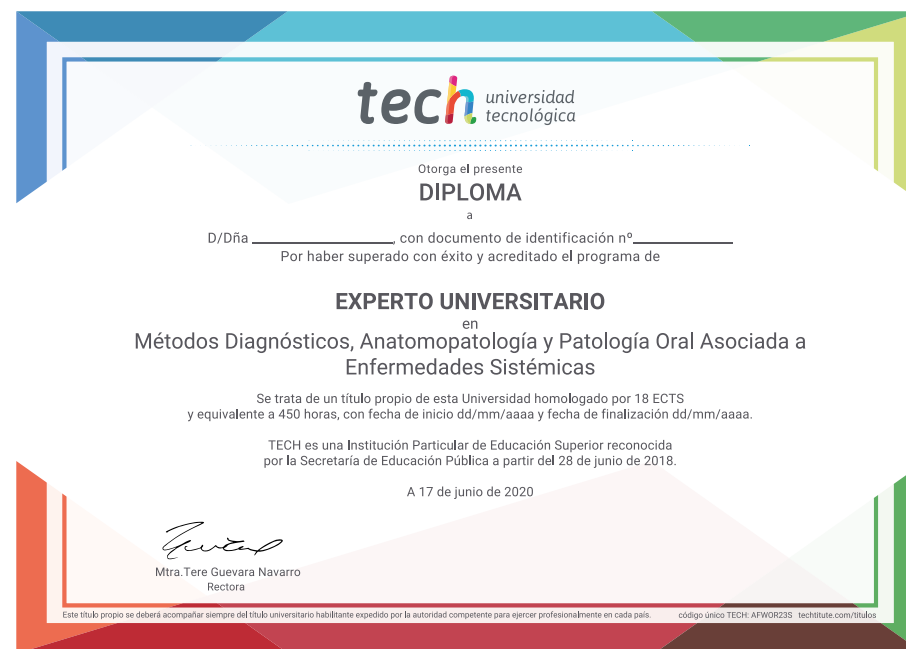 tech universidad
tecnológica
Otorga el presente
DIPLOMA
a
D/Dña ____________________, con documento de identificación nº______________
Por haber superado con éxito y acreditado el programa de
EXPERTO UNIVERSITARIO
en
Métodos Diagnósticos, Anatomopatología y Patología Oral Asociada a
Enfermedades Sistémicas
Se trata de un título propio de esta Universidad homologado por 18 ECTS
y equivalente a 450 horas, con fecha de inicio dd/mm/aaaa y fecha de finalización dd/mm/aaaa.
TECH es una Institución Particular de Educación Superior reconocida
por la Secretaría de Educación Pública a partir del 28 de junio de 2018.
A 17 de junio de 2020
Mtra.Tere Guevara Navarro
Rectora
Este título propio se deberá acompañar siempre del título universitario habilitante expedido por la autoridad competente para ejercer profesionalmente en cada país. código único TECH: AFWOR23S techtitute.com/titulos